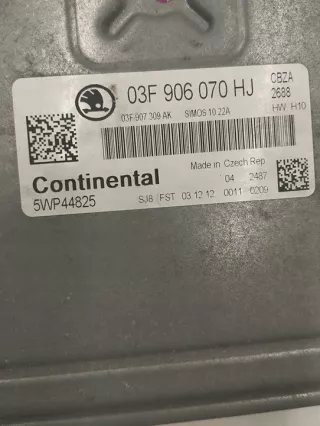 03F 906 070 HJ CBZA
2688
03F 907 309 AK SIMOS 10.22A HW H10
Made in Czech Rep.
Continental 04 2487
5WP44825 SJ8 FST 03.12.12 0011 0209